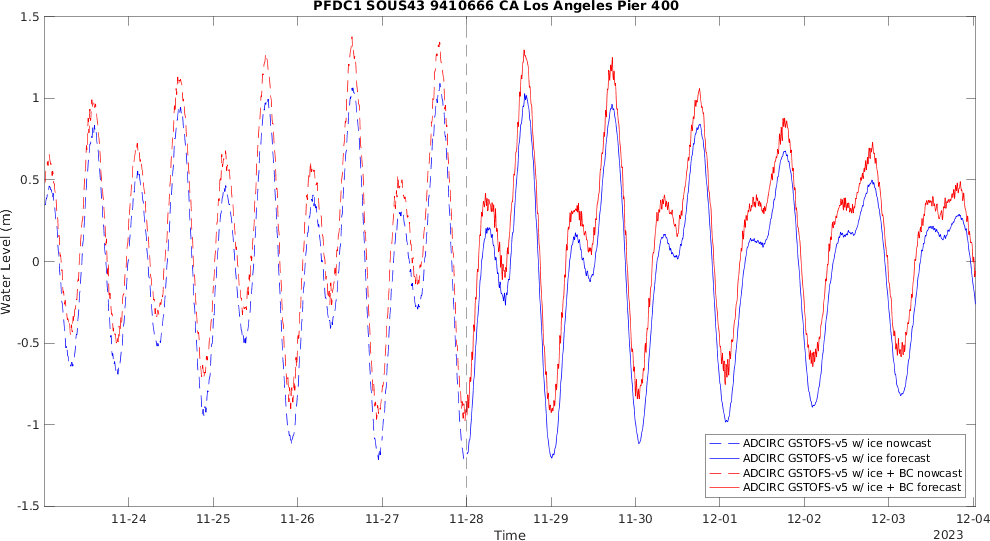 PFDC1 SOUS43 9410666 CA Los Angeles Pier 400
1.5
1
0.5
0
-0.5
-1
-1.5
Water Level (m)
ADCIRC GSTOFS-v5 w/ ice nowcast
ADCIRC GSTOFS-v5 w/ ice forecast
ADCIRC GSTOFS-v5 w/ ice + BC nowcast
ADCIRC GSTOFS-v5 w/ ice + BC forecast
11-24 11-25 11-26 11-27 11-28 11-29 11-30 12-01 12-02 12-03 12-04
Time
2023